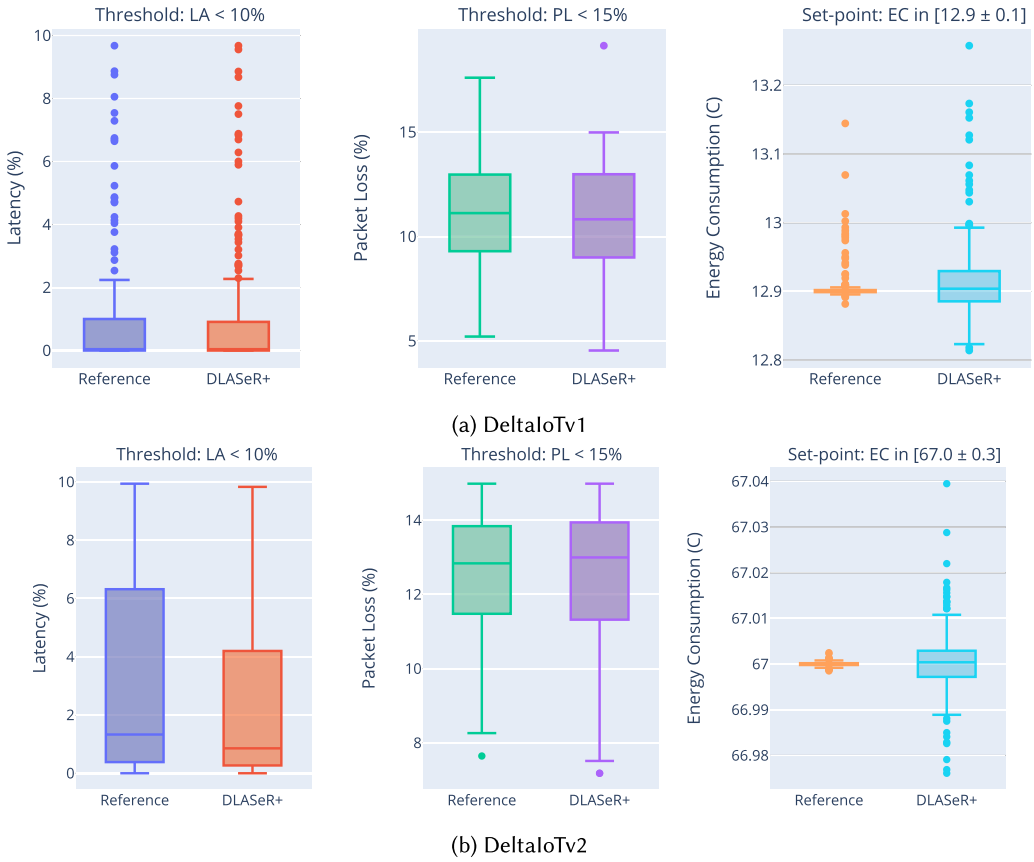 Threshold: LA < 10%
Threshold: PL < 15%
Set-point: EC in [12.9 ± 0.1]
Latency (%)
10
8
6
4
2
0
Reference
DLASeR+
Packet Loss (%)
15
10
5
Reference
DLASeR+
Energy Consumption (C)
13.2
13.1
13
12.9
12.8
Reference
DLASeR+
(a) DeltaIoTv1
Threshold: LA < 10%
Threshold: PL < 15%
Set-point: EC in [67.0 ± 0.3]
Latency (%)
10
8
6
4
2
0
Reference
DLASeR+
Packet Loss (%)
14
12
10
8
Reference
DLASeR+
Energy Consumption (C)
67.04
67.03
67.02
67.01
67
66.99
66.98
Reference
DLASeR+
(b) DeltaIoTv2